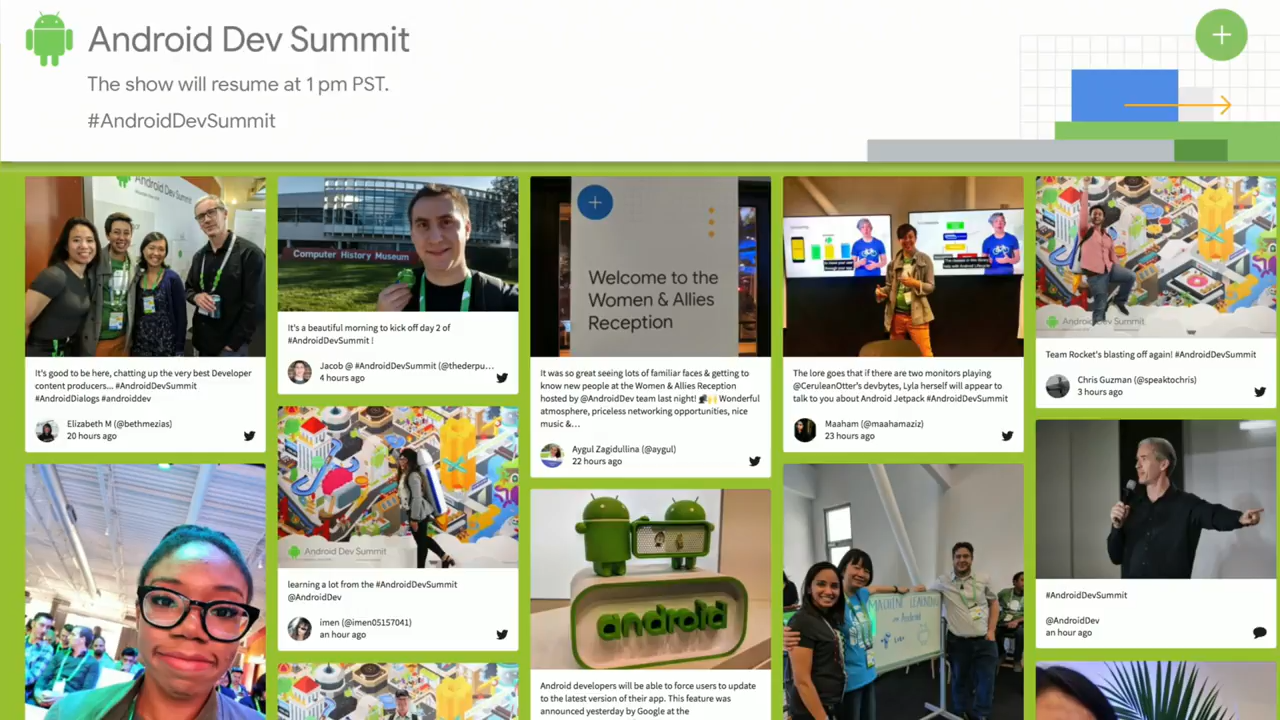 Android Dev Summit
The show will resume at 1 pm PST.
#AndroidDevSummit
Android Dev Summit
It's good to be here, chatting up the very best Developer
content producers... #AndroidDevSummit
#AndroidDialogs #androiddev
Elizabeth M (@bethmezias)
20 hours ago
Computer History Museum
It's a beautiful morning to kick off day 2 of
#AndroidDevSummit !
Jacob @ #AndroidDevSummit (@thederpu...
4 hours ago
Android Dev Summit
learning a lot from the #AndroidDevSummit
@AndroidDev
imen (@imen05157041)
an hour ago
Welcome to the
Women & Allies
Reception
It was so great seeing lots of familiar faces & getting to
know new people at the Women & Allies Reception
hosted by @AndroidDev team last night! Wonderful
atmosphere, priceless networking opportunities, nice
music &...
Aygul Zagidullina (@aygul)
22 hours ago
android
Android developers will be able to force users to update
to the latest version of their app. This feature was
announced yesterday by Google at the
The lore goes that if there are two monitors playing
@CeruleanOtter's devbytes, Lyla herself will appear to
talk to you about Android Jetpack #AndroidDevSummit
Maaham (@maahamaziz)
23 hours ago
MACHINE LEARNING
on Android
Android Dev Summit
Team Rocket's blasting off again! #AndroidDevSummit
Chris Guzman (@speaktochris)
3 hours ago
#AndroidDevSummit
@AndroidDev
an hour ago